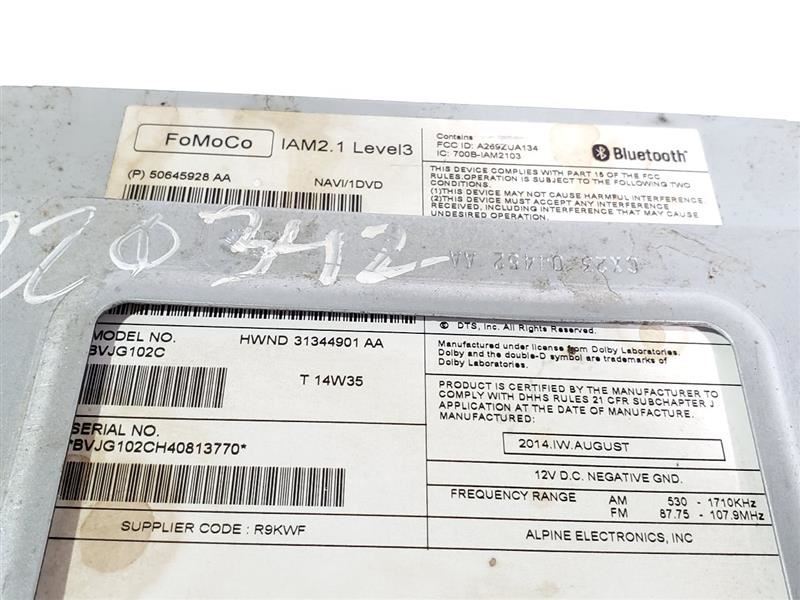 FoMoCo
IAM2.1 Level3
(P) 50645928 AA
NAVI/1DVD
Contains
FCC ID: A269ZUA134
IC: 700B-IAM2103
Bluetooth®
THIS DEVICE COMPLIES WITH PART 15 OF THE FCC
RULES.OPERATION IS SUBJECT TO THE FOLLOWING TWO
CONDITIONS.
(1)THIS DEVICE MAY NOT CAUSE HARMFUL INTERFERENCE
(2)THIS DEVICE MUST ACCEPT ANY INTERFERENCE
RECEIVED, INCLUDING INTERFERENCE THAT MAY CAUSE
UNDESIRED OPERATION.
20342
MODEL NO.
BVJG102C
HWND 31344901 AA
T 14W35
SERIAL NO.
*BVJG102CH40813770*
SUPPLIER CODE : R9KWF
© DTS, Inc. All Rights Reserved.
Manufactured under license from Dolby Laboratories.
Dolby and the double-D symbol are trademarks of
Dolby Laboratories.
PRODUCT IS CERTIFIED BY THE MANUFACTURER TO
COMPLY WITH DHHS RULES 21 CFR SUBCHAPTER J
APPLICATION AT THE DATE OF MANUFACTURE.
MANUFACTURED:
2014.IW.AUGUST
12V D.C. NEGATIVE GND.
FREQUENCY RANGE AM 530 - 1710KHz
FM 87.75 - 107.9MHz
ALPINE ELECTRONICS, INC